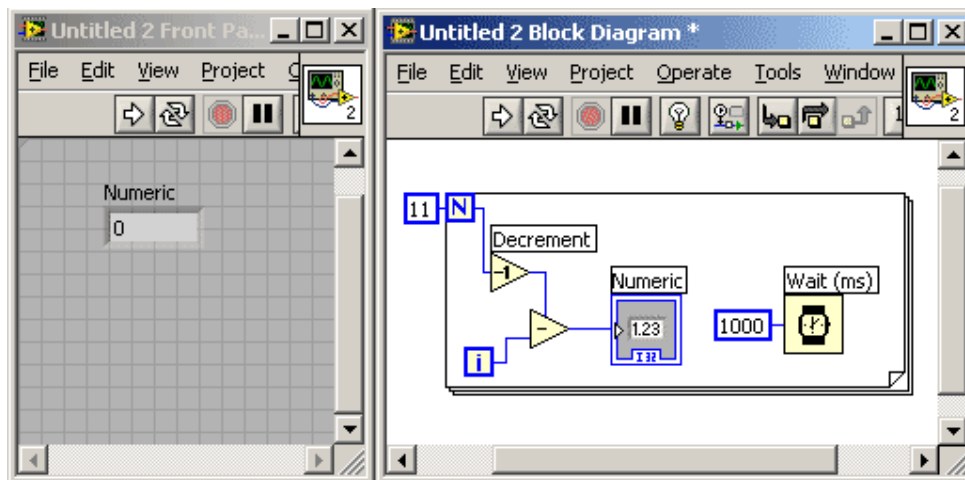 Untitled 2 Front Pa...
File Edit View Project
2
Numeric
0
Untitled 2 Block Diagram *
File Edit View Project Operate Tools Window
2
11 N
Decrement
-1
Numeric
Wait (ms)
1.23
1000
-
I32
i